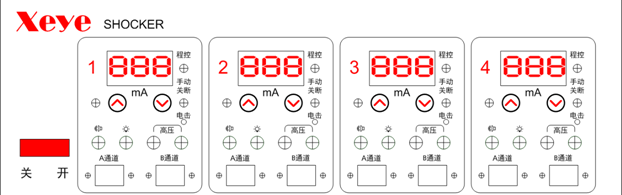 Xeye SHOCKER
1 888 程控
手动
关断
mA
电击
高压
A通道 B通道
2 888 程控
手动
关断
mA
电击
高压
A通道 B通道
3 888 程控
手动
关断
mA
电击
高压
A通道 B通道
4 888 程控
手动
关断
mA
电击
高压
A通道 B通道
关 开